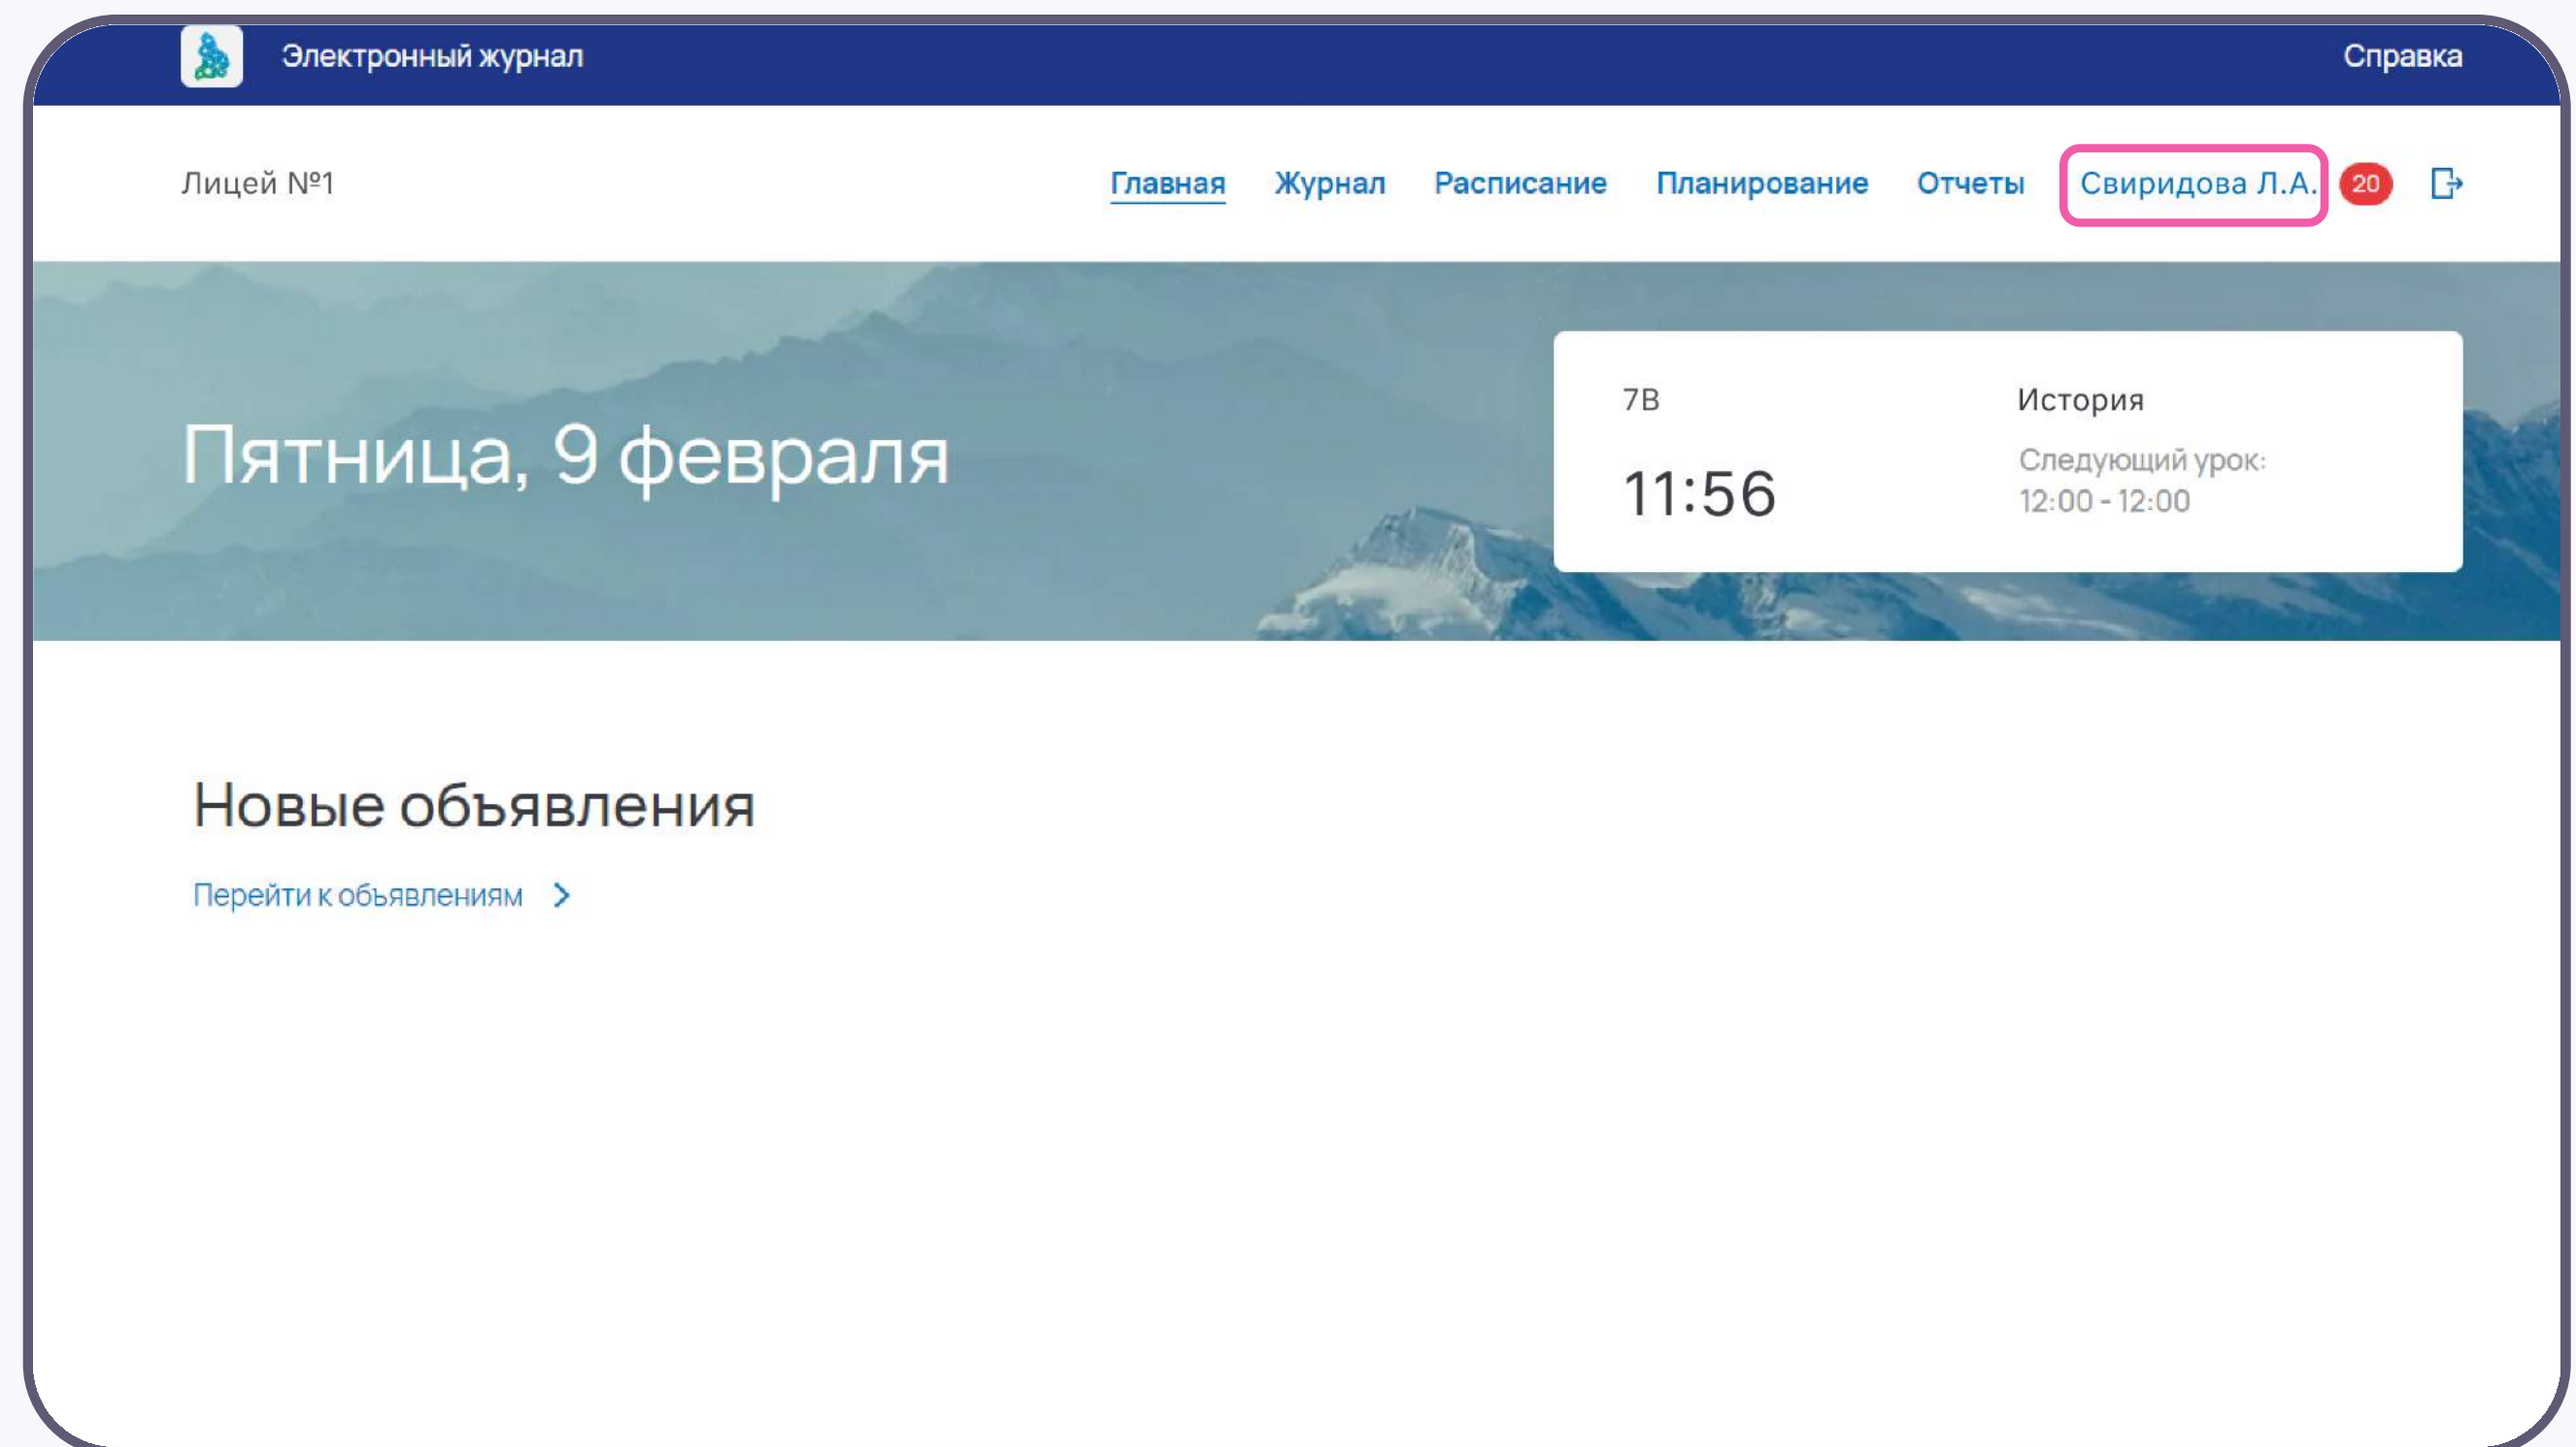 Электронный журнал
Справка
Лицей №1
Главная Журнал Расписание Планирование Отчеты Свиридова Л.А. 20
Пятница, 9 февраля
7В
История
11:56
Следующий урок:
12:00 - 12:00
Новые объявления
Перейти к объявлениям